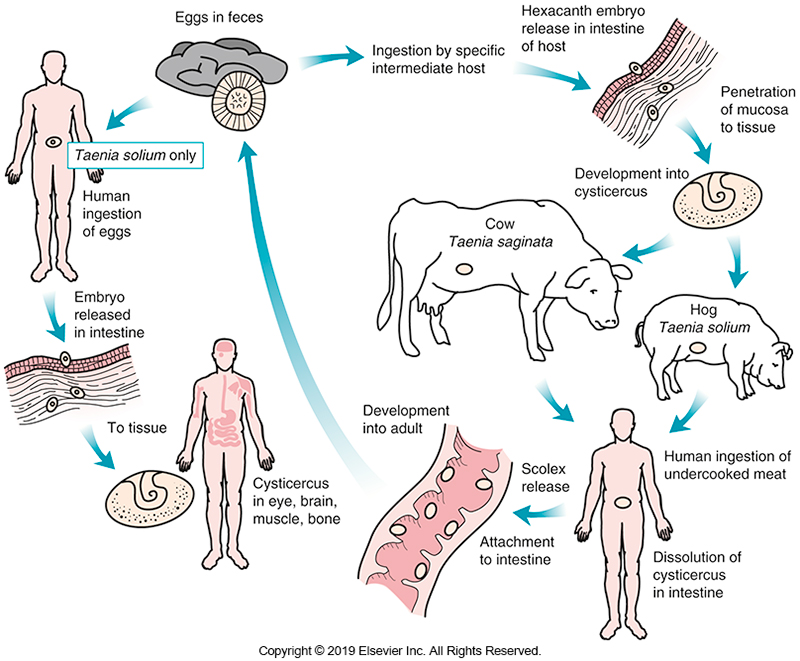 Eggs in feces
Ingestion by specific
intermediate host
Hexacanth embryo
release in intestine
of host
Penetration
of mucosa
to tissue
Development into
cysticercus
Cow
Taenia saginata
Hog
Taenia solium
Human ingestion of
undercooked meat
Dissolution of
cysticercus
in intestine
Scolex
release
Attachment
to intestine
Development
into adult
Taenia solium only
Human
ingestion
of eggs
Embryo
released
in intestine
To tissue
Cysticercus
in eye, brain,
muscle, bone
Copyright © 2019 Elsevier Inc. All Rights Reserved.